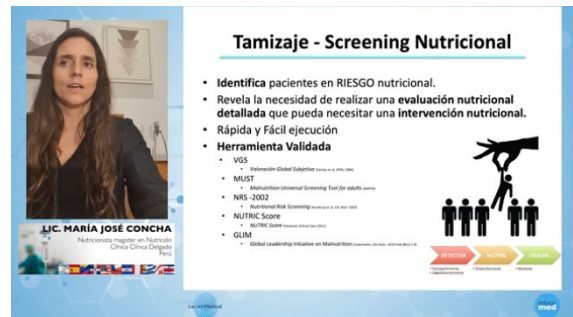 Tamizaje - Screening Nutricional
• Identifica pacientes en RIESGO nutricional.
• Revela la necesidad de realizar una evaluación nutricional
detallada que pueda necesitar una intervención nutricional.
• Rápida y Fácil ejecución
• Herramienta Validada
• VGS
• Valoración Global Subjetiva
• MUST
• Malnutrition Universal Screening Tool for adults
• NRS -2002
• Nutritional Risk Screening
• NUTRIC Score
• NUTRIC Score
• GLIM
• Global Leadership Initiative on Malnutrition
DETECTAR
NUTRIR
VIGILAR
LIC. MARÍA JOSÉ CONCHA
Nutricionista magister en Nutrición
Clínica Clínica Delgado
Perú
med